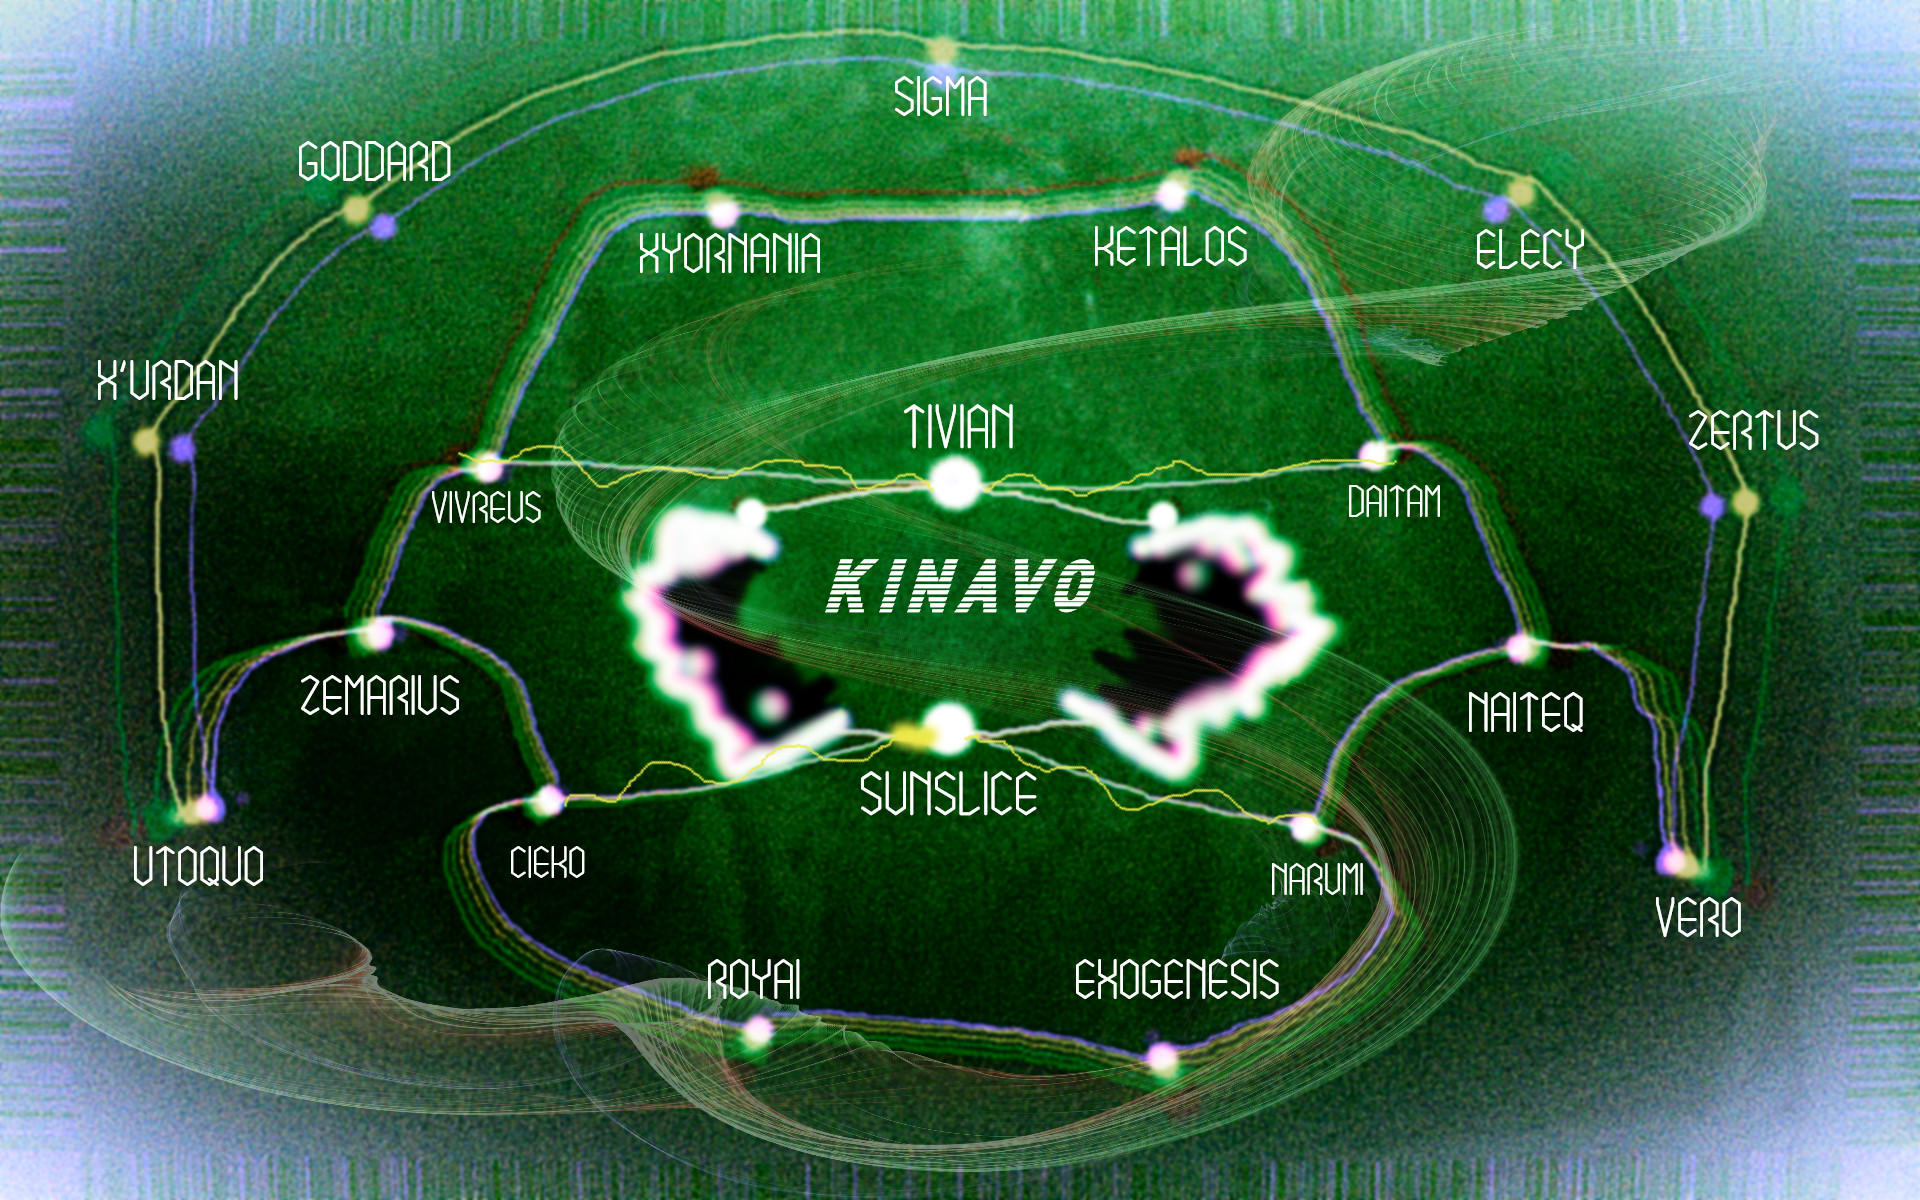 SIGMA
GODDARD
XYORNANIA
KETALOS
ELECY
X'URDAN
TIVIAN
ZERTUS
VIVREUS
DAITAM
KINAVO
ZEMARIUS
NAITEQ
SUNSLICE
UTOQUO
CIEKO
NARUMI
VERO
ROYAI
EXOGENESIS